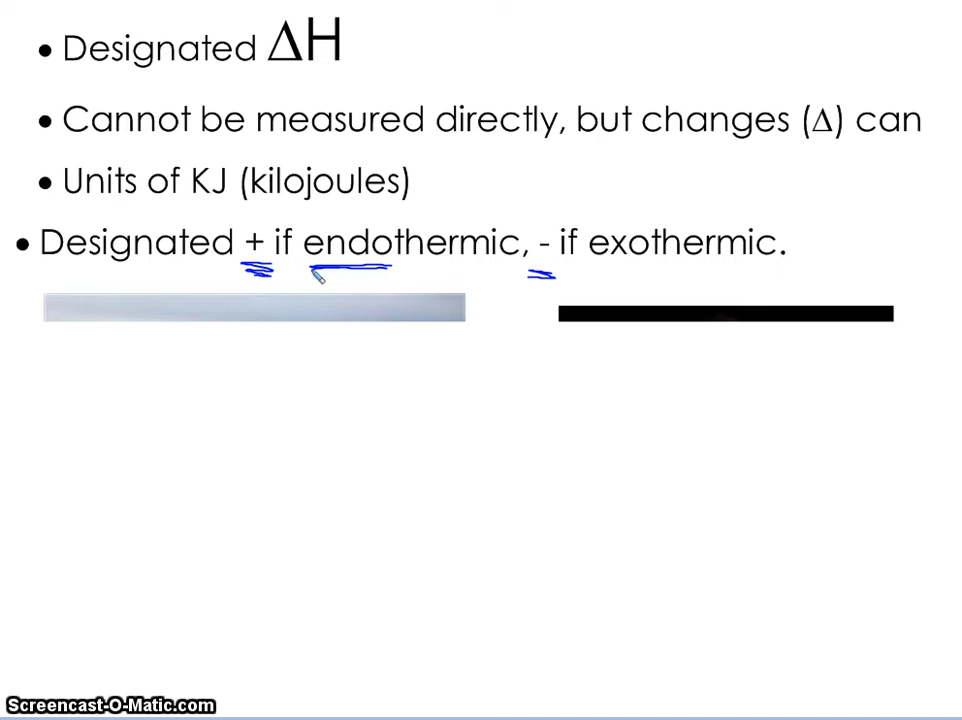 • Designated ΔH
• Cannot be measured directly, but changes (Δ) can
• Units of KJ (kilojoules)
• Designated + if endothermic, - if exothermic.
Screencast-O-Matic.com